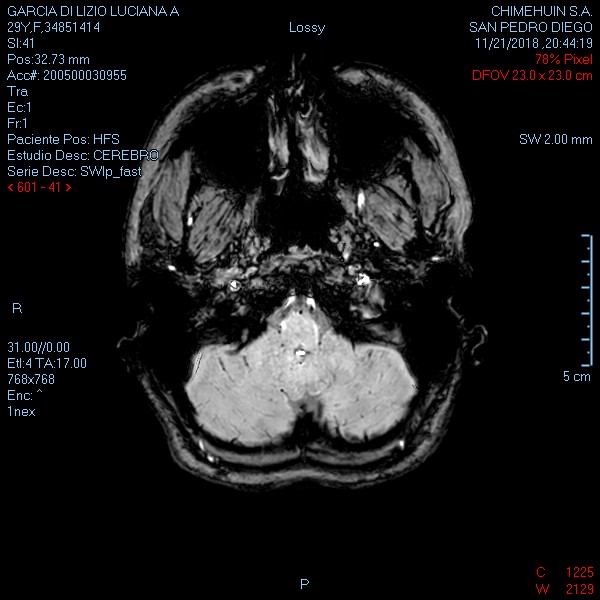 GARCIA DI LIZIO LUCIANA A
29Y,F,34851414
Sl:41
Pos:32.73 mm
Acc#: 200500030955
Tra
Ec:1
Fr:1
Paciente Pos: HFS
Estudio Desc: CEREBRO
Serie Desc: SWIp_fast
< 601 - 41 >
Lossy
CHIMEHUIN S.A.
SAN PEDRO DIEGO
11/21/2018 ,20:44:19
78% Pixel
DFOV 23.0 x 23.0 cm
SW 2.00 mm
R
31.00//0.00
Etl:4 TA:17.00
768x768
Enc: ^
1nex
5 cm
P
C 1225
W 2129